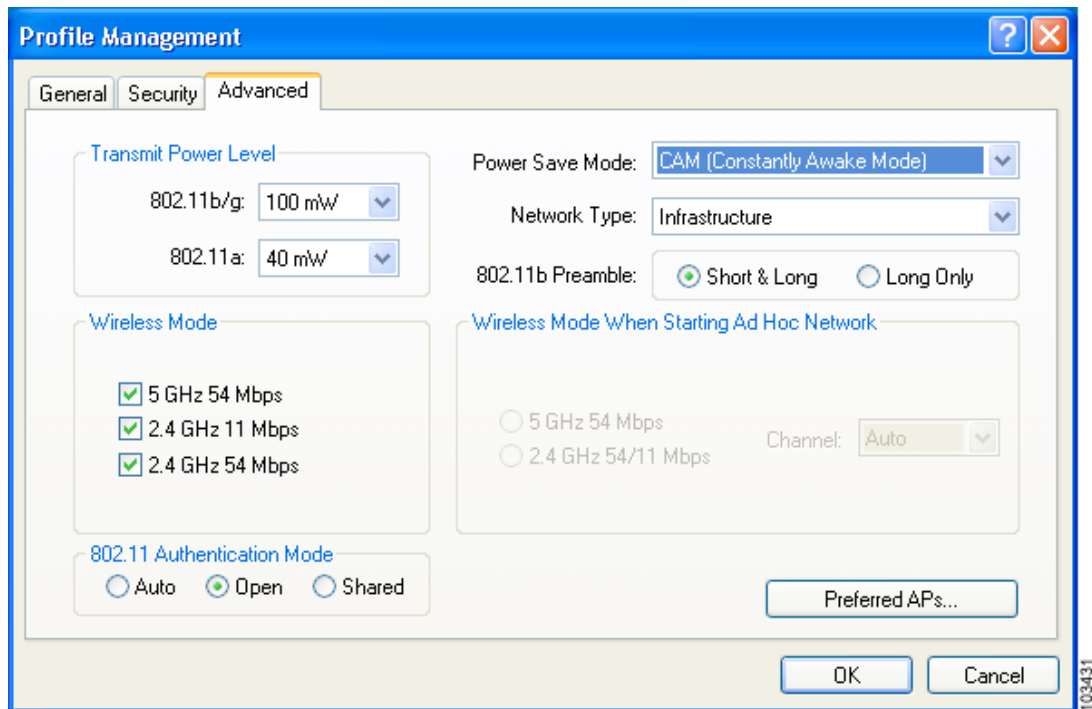 Profile Management
General
Security
Advanced
Transmit Power Level
802.11b/g: 100 mW
802.11a: 40 mW
Power Save Mode: CAM (Constantly Awake Mode)
Network Type: Infrastructure
802.11b Preamble: Short & Long Long Only
Wireless Mode
5 GHz 54 Mbps
2.4 GHz 11 Mbps
2.4 GHz 54 Mbps
Wireless Mode When Starting Ad Hoc Network
5 GHz 54 Mbps
2.4 GHz 54/11 Mbps
Channel: Auto
802.11 Authentication Mode
Auto Open Shared
Preferred APs...
OK
Cancel
103431